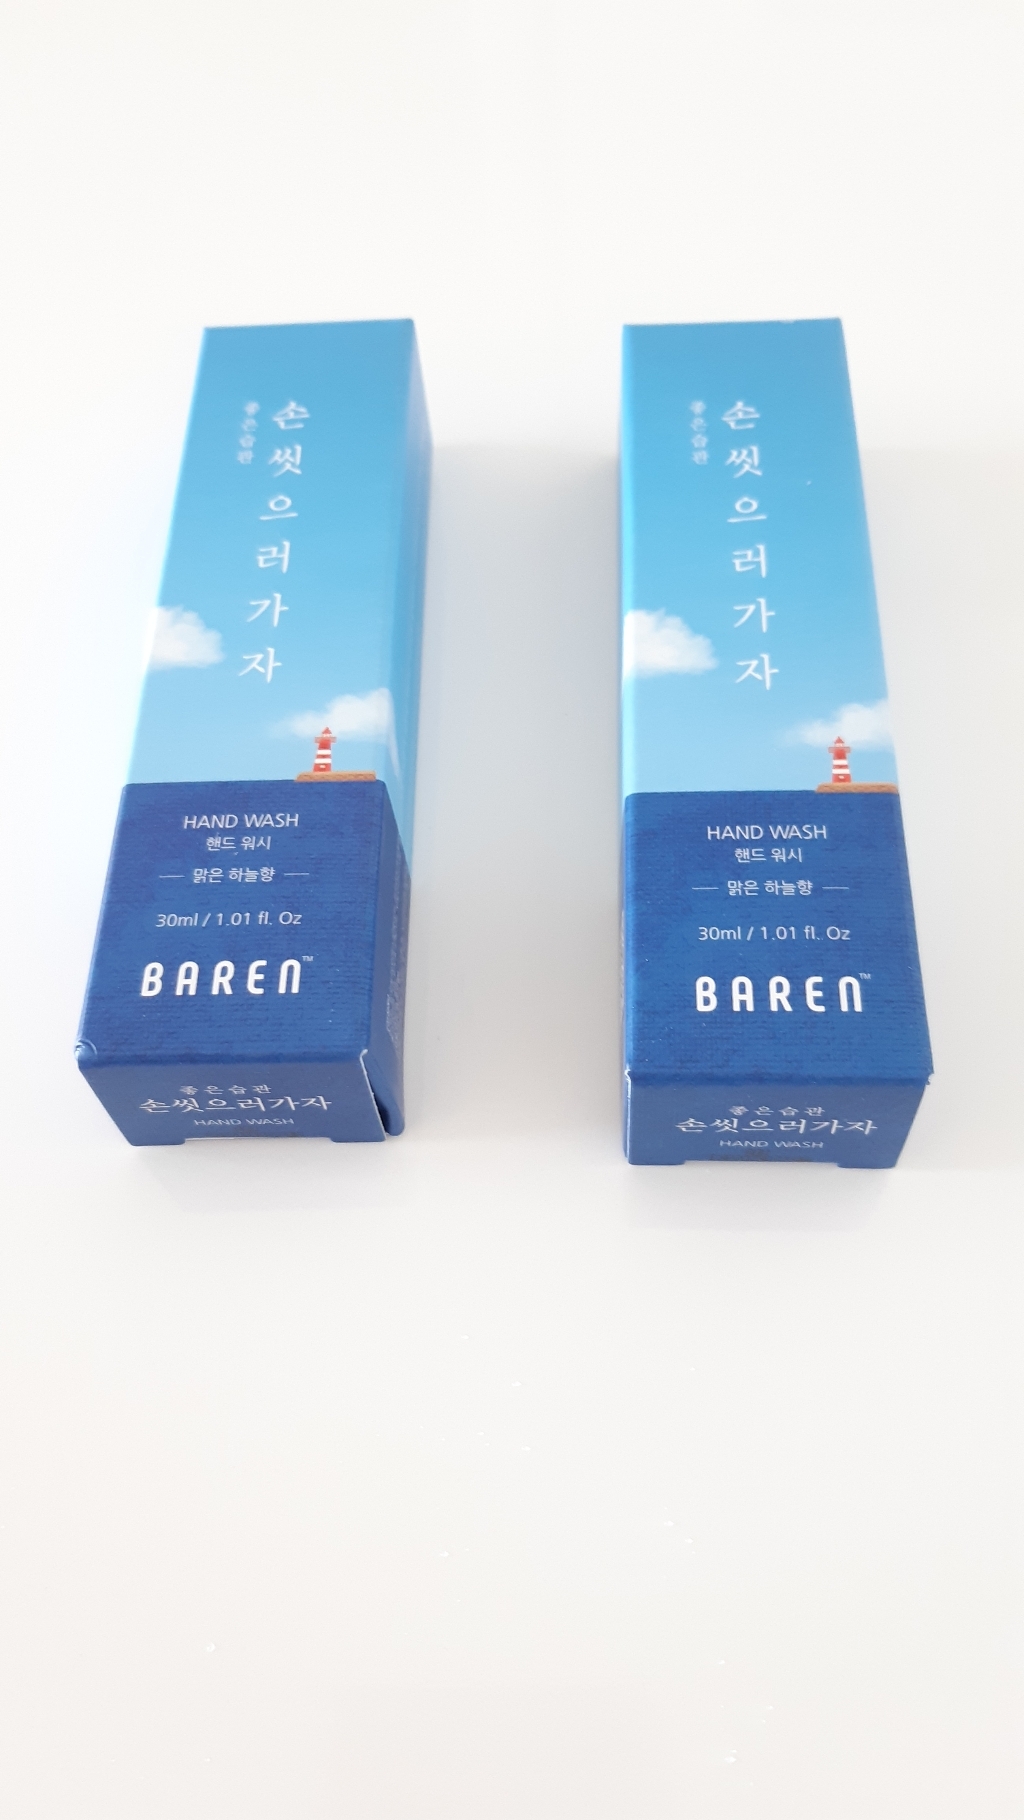 좋은습관
손씻으러가자
HAND WASH
핸드 워시
맑은 하늘향
30ml / 1.01 fl. Oz
BAREN™
좋은습관
손씻으러가자
HAND WASH
좋은습관
손씻으러가자
HAND WASH
핸드 워시
맑은 하늘향
30ml / 1.01 fl. Oz
BAREN™
좋은습관
손씻으러가자
HAND WASH